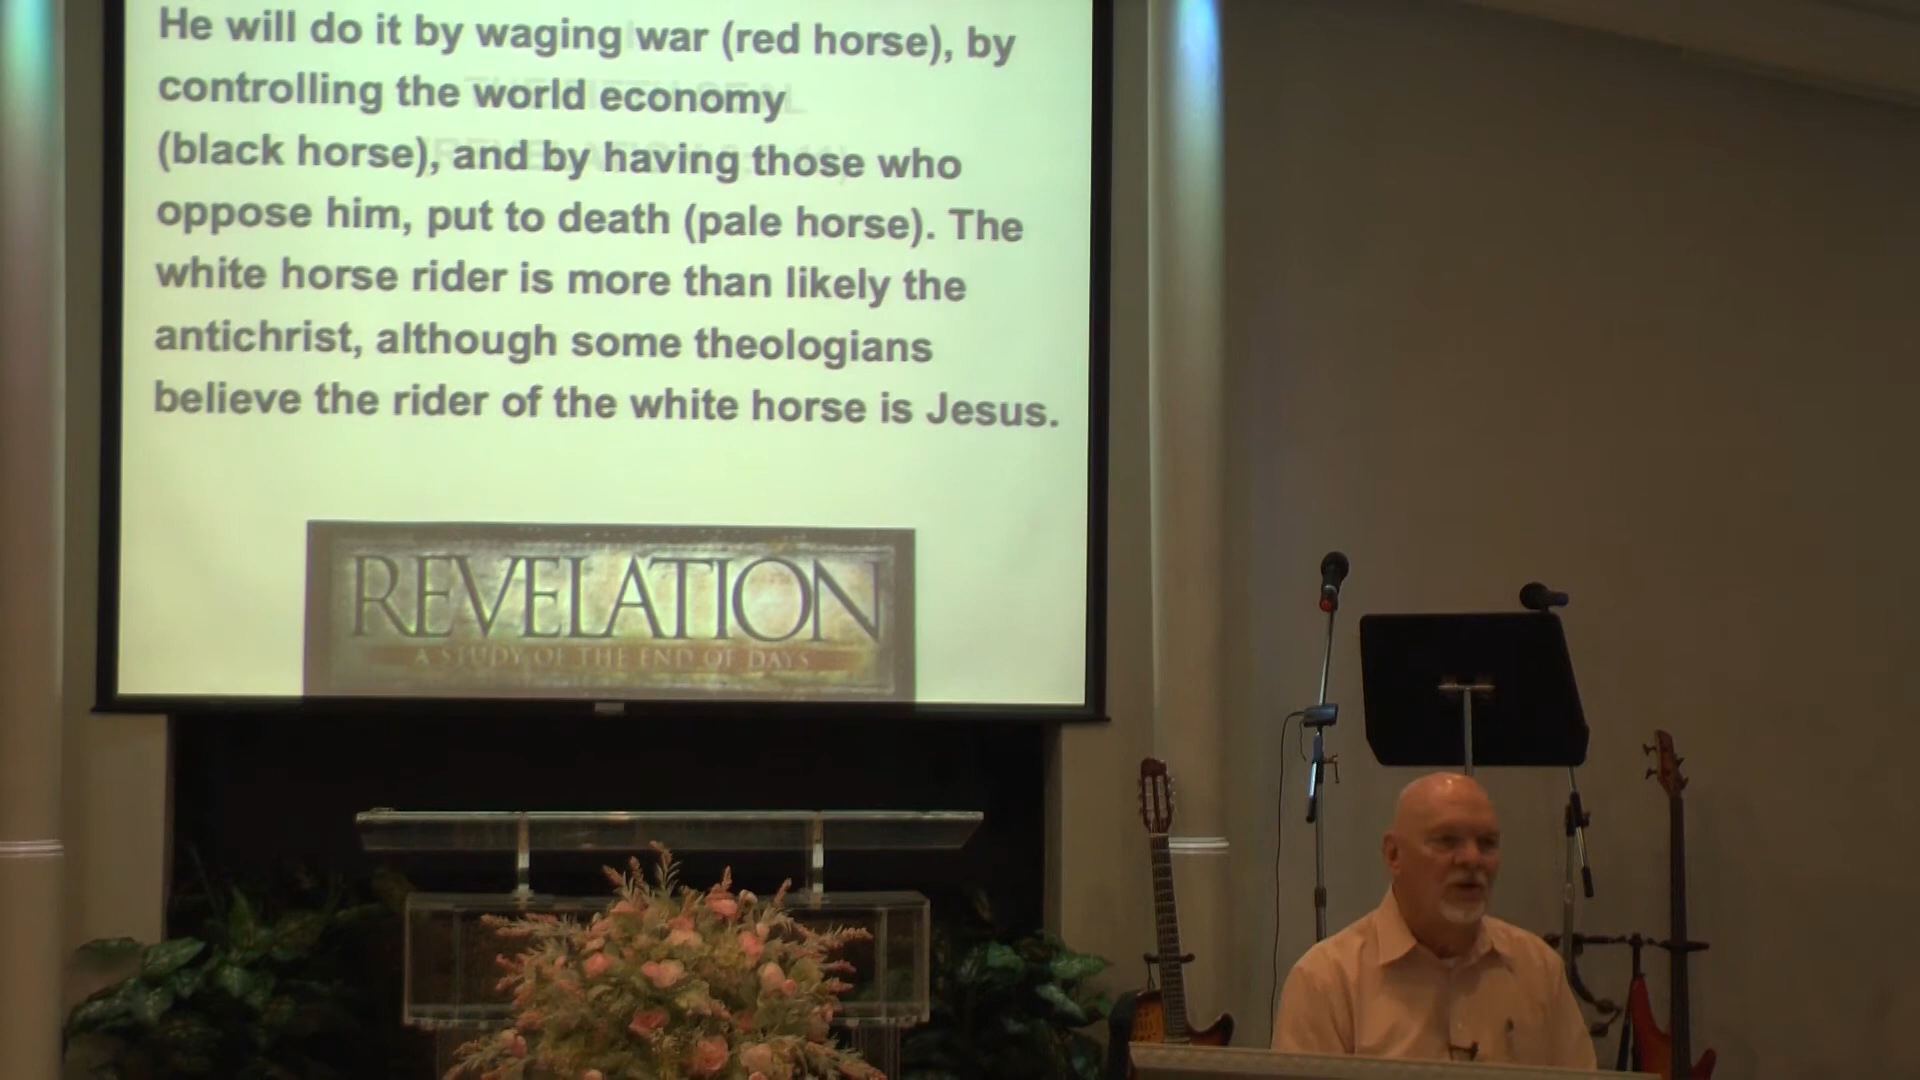 He will do it by waging war (red horse), by
controlling the world economy
(black horse), and by having those who
oppose him, put to death (pale horse). The
white horse rider is more than likely the
antichrist, although some theologians
believe the rider of the white horse is Jesus.
REVELATION
A STUDY OF THE END OF DAYS